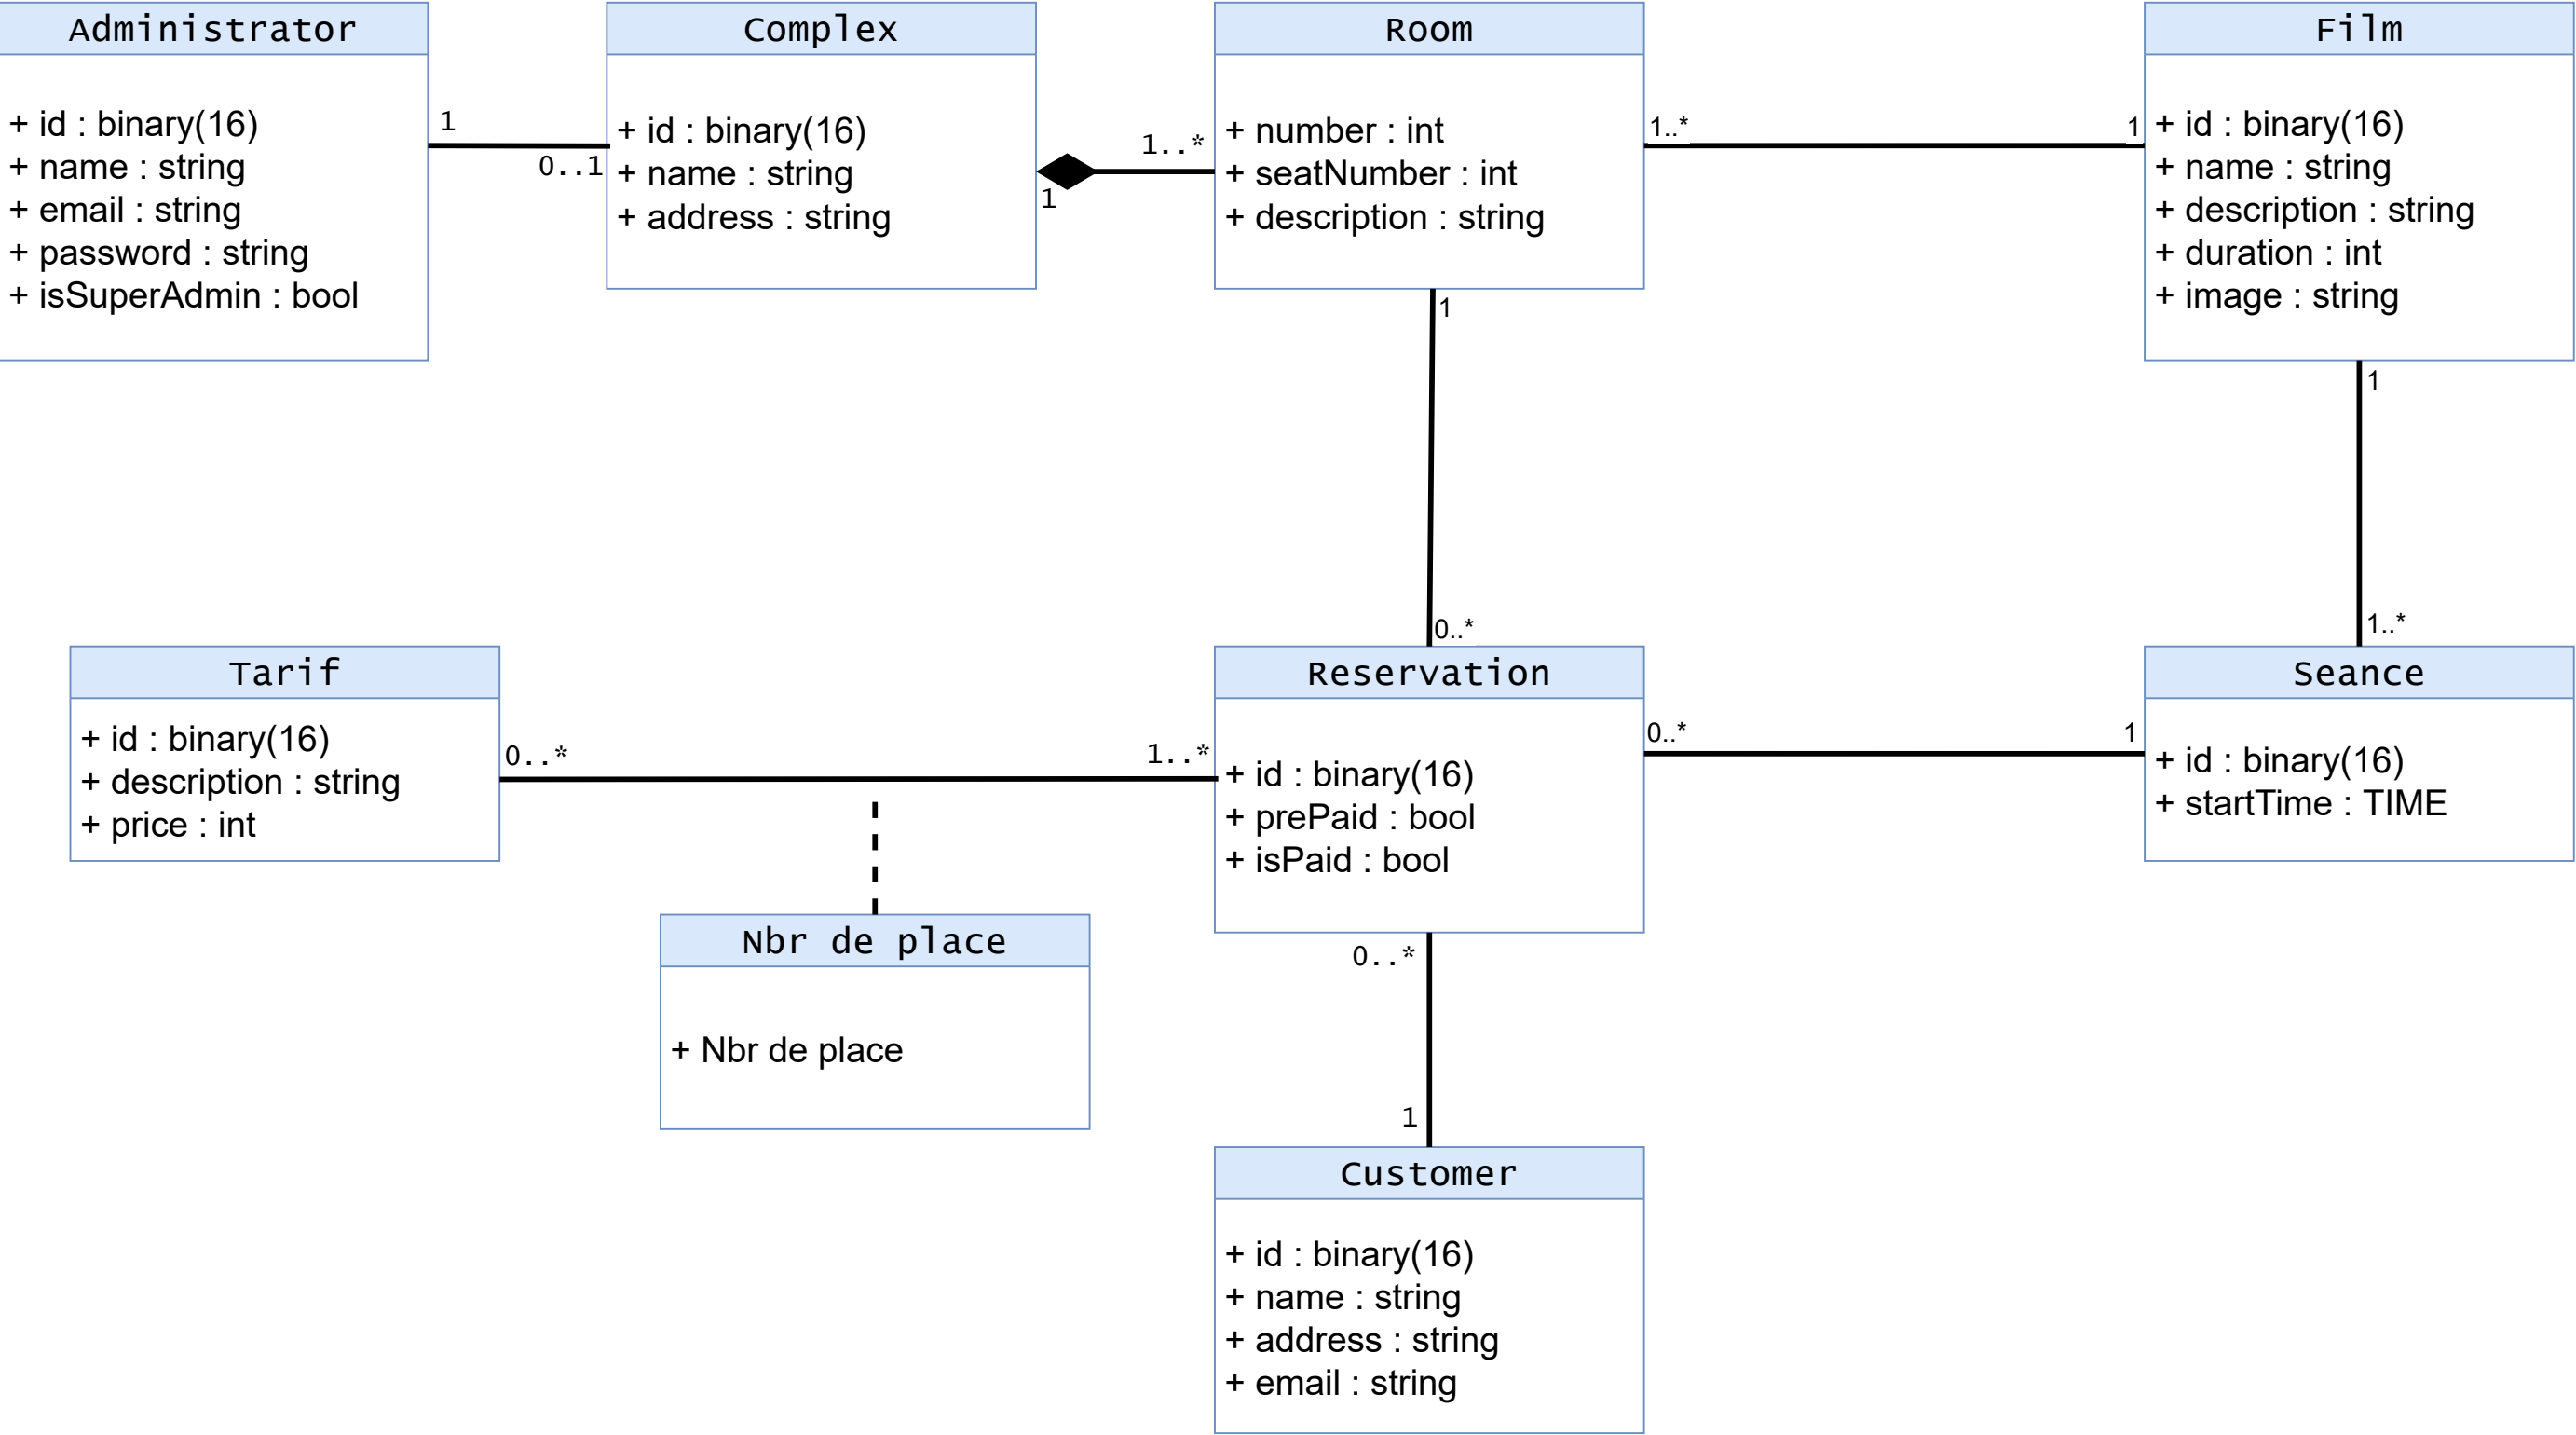 Administrator
+ id : binary(16)
+ name : string
+ email : string
+ password : string
+ isSuperAdmin : bool
1
0..1
Complex
+ id : binary(16)
+ name : string
+ address : string
1
1..*
Room
+ number : int
+ seatNumber : int
+ description : string
1..*
1
Film
+ id : binary(16)
+ name : string
+ description : string
+ duration : int
+ image : string
1
0..*
1
1..*
Tarif
+ id : binary(16)
+ description : string
+ price : int
0..*
1..*
Reservation
+ id : binary(16)
+ prePaid : bool
+ isPaid : bool
0..*
1
Seance
+ id : binary(16)
+ startTime : TIME
Nbr de place
+ Nbr de place
0..*
1
Customer
+ id : binary(16)
+ name : string
+ address : string
+ email : string